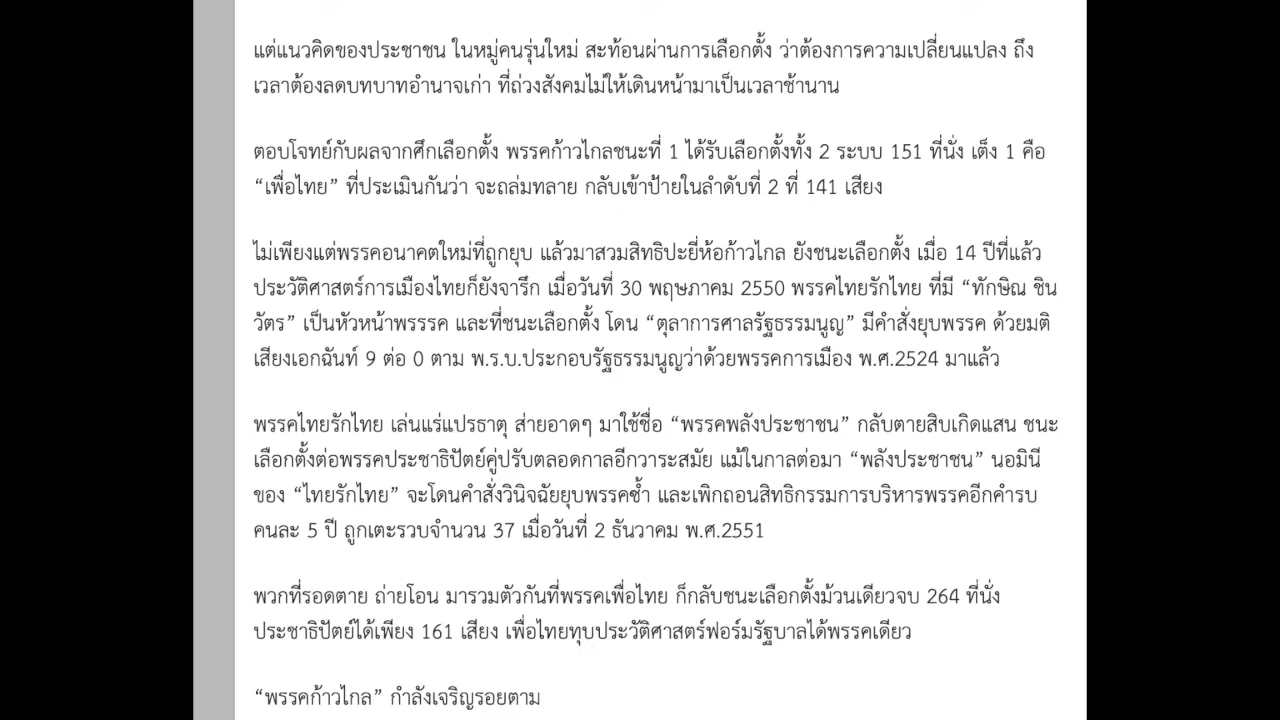 แต่แนวคิดของประชาชน ในหมู่คนรุ่นใหม่ สะท้อนผ่านการเลือกตั้ง ว่าต้องการความเปลี่ยนแปลง ถึง
เวลาต้องลดบทบาทอำนาจเก่า ที่ถ่วงสังคมไม่ให้เดินหน้ามาเป็นเวลาช้านาน
ตอบโจทย์กับผลจากศึกเลือกตั้ง พรรคก้าวไกลชนะที่ 1 ได้รับเลือกตั้งทั้ง 2 ระบบ 151 ที่นั่ง เต็ง 1 คือ
“เพื่อไทย” ที่ประเมินกันว่า จะถล่มทลาย กลับเข้าป้ายในลำดับที่ 2 ที่ 141 เสียง
ไม่เพียงแต่พรรคอนาคตใหม่ที่ถูกยุบ แล้วมาสวมสิทธิปะยี่ห้อก้าวไกล ยังชนะเลือกตั้ง เมื่อ 14 ปีที่แล้ว
ประวัติศาสตร์การเมืองไทยก็ยังจารึก เมื่อวันที่ 30 พฤษภาคม 2550 พรรคไทยรักไทย ที่มี “ทักษิณ ชิน
วัตร” เป็นหัวหน้าพรรรค และที่ชนะเลือกตั้ง โดน “ตุลาการศาลรัฐธรรมนูญ” มีคำสั่งยุบพรรค ด้วยมติ
เสียงเอกฉันท์ 9 ต่อ 0 ตาม พ.ร.บ.ประกอบรัฐธรรมนูญว่าด้วยพรรคการเมือง พ.ศ.2524 มาแล้ว
พรรคไทยรักไทย เล่นแร่แปรธาตุ ส่ายอาดๆ มาใช้ชื่อ “พรรคพลังประชาชน” กลับตายสิบเกิดแสน ชนะ
เลือกตั้งต่อพรรคประชาธิปัตย์คู่ปรับตลอดกาลอีกวาระสมัย แม้ในกาลต่อมา “พลังประชาชน” นอมินี
ของ “ไทยรักไทย” จะโดนคำสั่งวินิจฉัยยุบพรรคซ้ำ และเพิกถอนสิทธิกรรมการบริหารพรรคอีกคำรบ
คนละ 5 ปี ถูกเตะรวบจำนวน 37 เมื่อวันที่ 2 ธันวาคม พ.ศ.2551
พวกที่รอดตาย ถ่ายโอน มารวมตัวกันที่พรรคเพื่อไทย ก็กลับชนะเลือกตั้งม้วนเดียวจบ 264 ที่นั่ง
ประชาธิปัตย์ได้เพียง 161 เสียง เพื่อไทยทุบประวัติศาสตร์ฟอร์มรัฐบาลได้พรรคเดียว
“พรรคก้าวไกล” กำลังเจริญรอยตาม